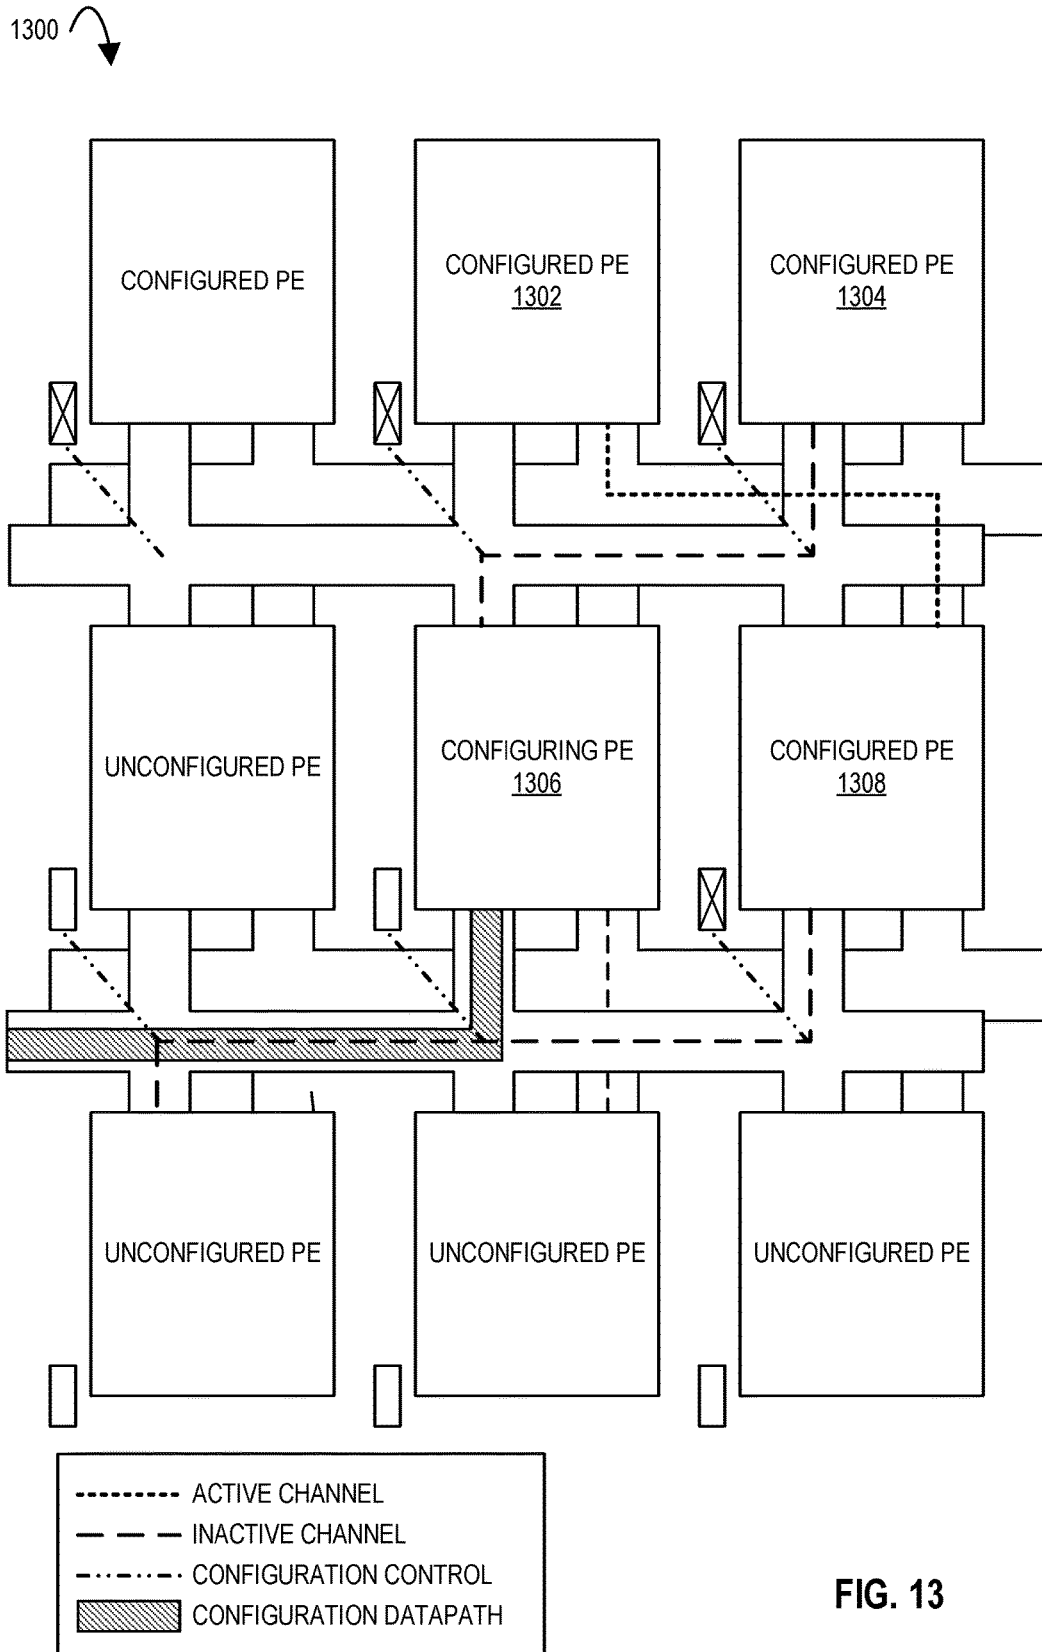 1300
CONFIGURED PE
CONFIGURED PE
1302
CONFIGURED PE
1304
UNCONFIGURED PE
CONFIGURING PE
1306
CONFIGURED PE
1308
UNCONFIGURED PE
UNCONFIGURED PE
UNCONFIGURED PE
ACTIVE CHANNEL
INACTIVE CHANNEL
CONFIGURATION CONTROL
CONFIGURATION DATAPATH
FIG. 13